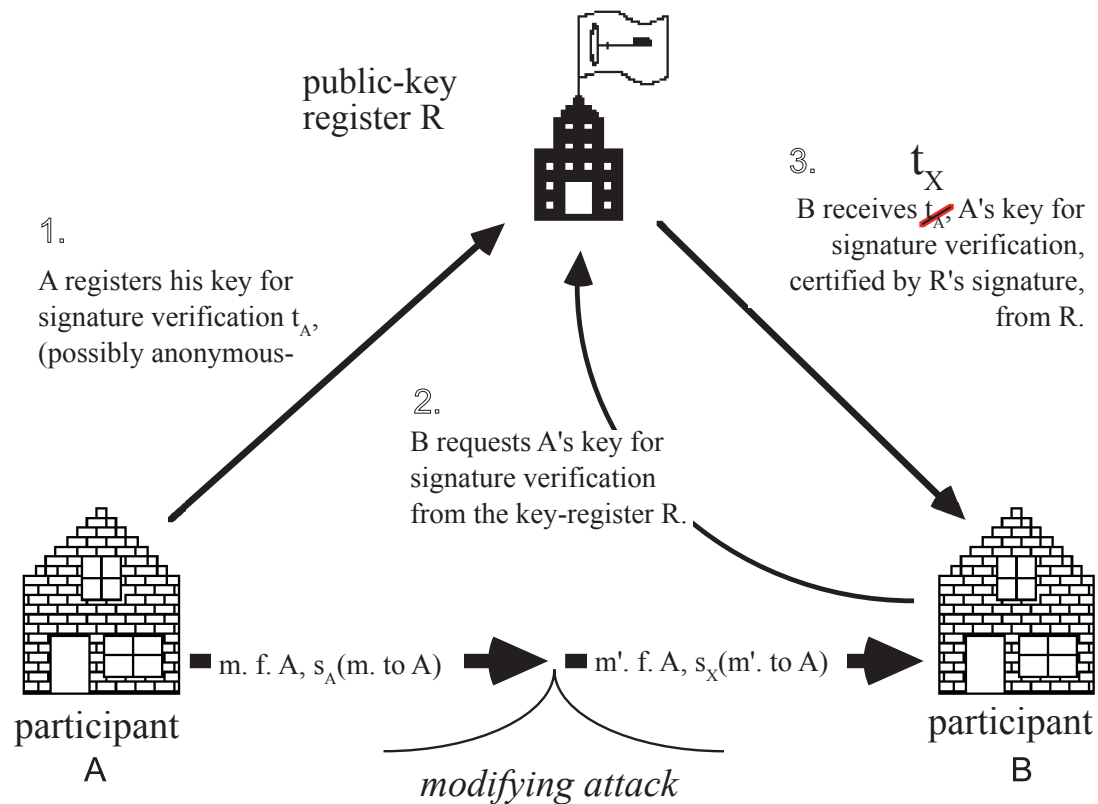 public-key
register R
1.
A registers his key for
signature verification t_A,
(possibly anonymous-
2.
B requests A's key for
signature verification
from the key-register R.
3.
t_X
B receives t_A, A's key for
signature verification,
certified by R's signature,
from R.
m. f. A, s_A(m. to A)
m'. f. A, s_X(m'. to A)
participant
A
participant
B
modifying attack